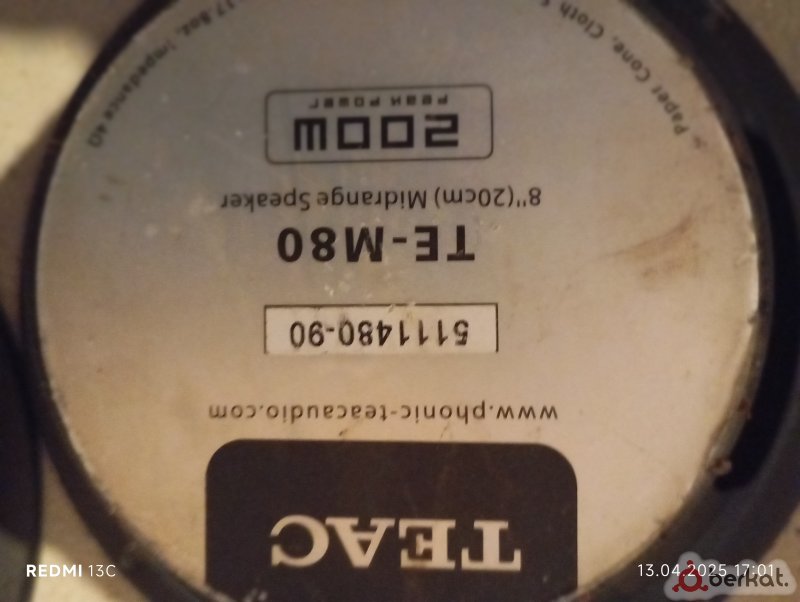 TEAC
www.phonic-teacaudio.com
5111480-90
TE-M80
8"(20cm) Midrange Speaker
200W
PEAK POWER
Paper Cone, Cloth
17.8oz, Impedance 4Ω
REDMI 13C
13.04.2025 17:01
oerkat.